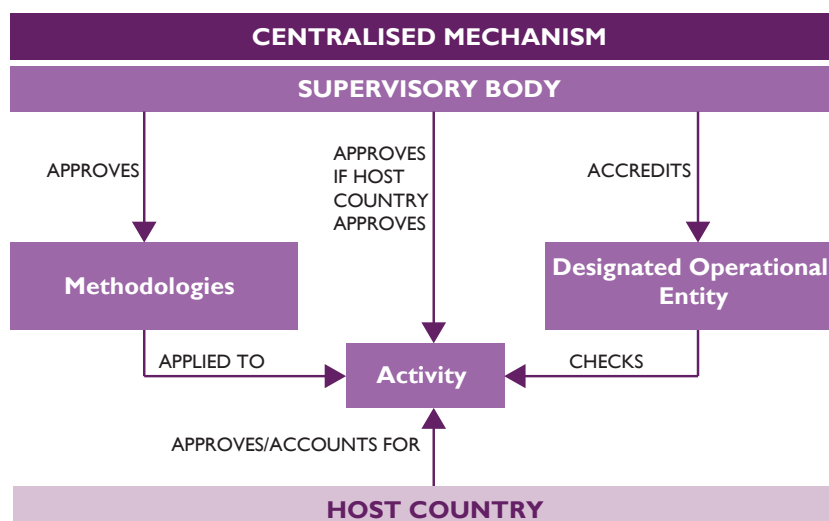 CENTRALISED MECHANISM
SUPERVISORY BODY
APPROVES
APPROVES
IF HOST
COUNTRY
APPROVES
ACCREDITS
Methodologies
Designated Operational
Entity
APPLIED TO
Activity
CHECKS
APPROVES/ACCOUNTS FOR
HOST COUNTRY